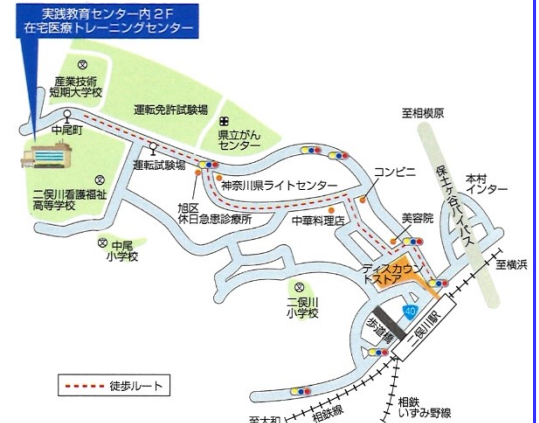 実践教育センター内2F
在宅医療トレーニングセンター
産業技術
短期大学校
運転免許試験場
県立がん
センター
中尾町
運転試験場
至相模原
コンビニ
本村
インター
保土ヶ谷バイパス
神奈川県ライトセンター
二俣川看護福祉
高等学校
旭区
休日急患診療所
中華料理店
美容院
中尾
小学校
ディスカウン
トストア
至横浜
二俣川
小学校
40
歩道橋
二俣川駅
徒歩ルート
相鉄線
相鉄
いずみ野線
至大和